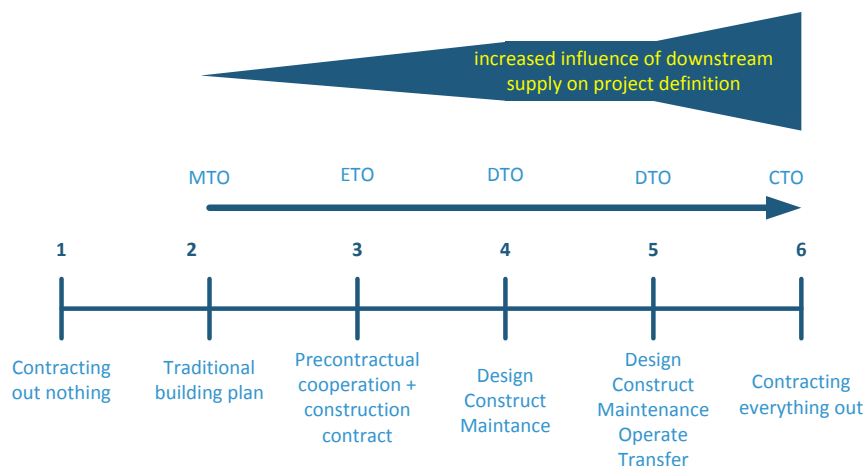 increased influence of downstream
supply on project definition
MTO ETO DTO DTO CTO
1 2 3 4 5 6
Contracting
out nothing
Traditional
building plan
Precontractual
cooperation +
construction
contract
Design
Construct
Maintance
Design
Construct
Maintenance
Operate
Transfer
Contracting
everything out